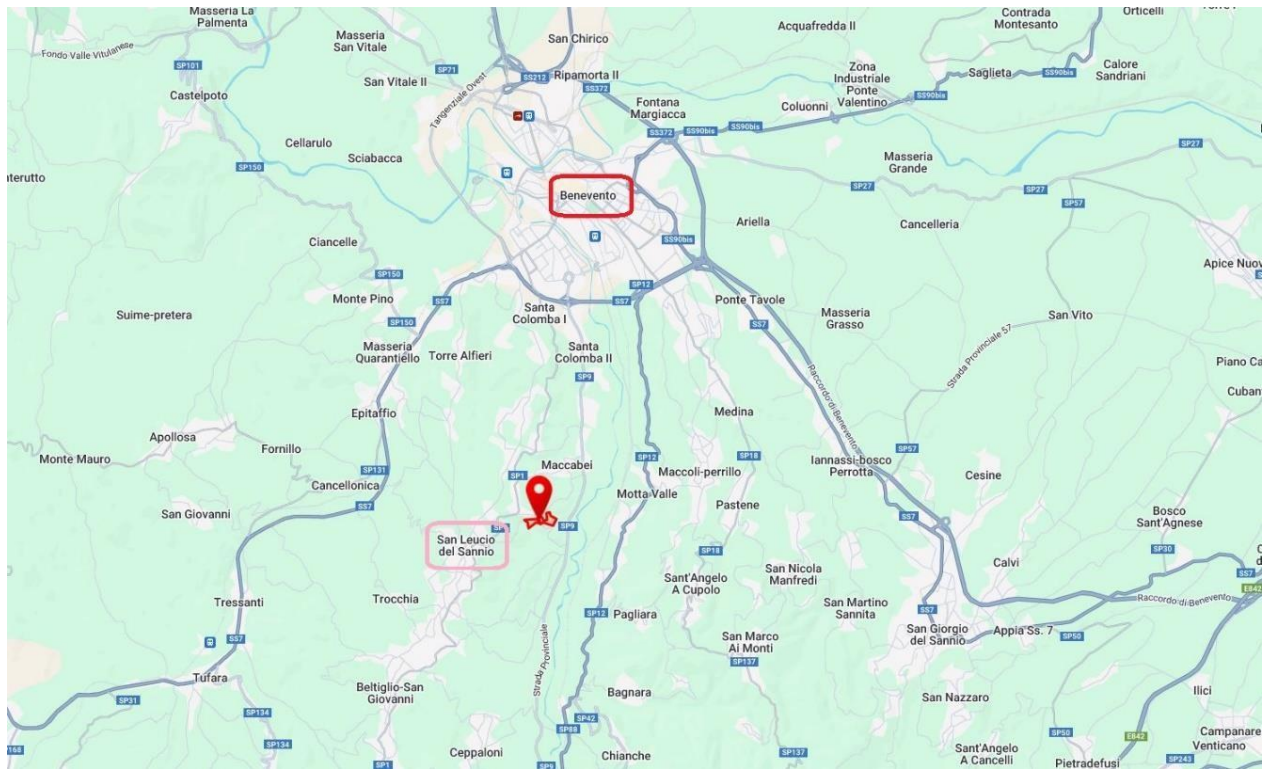 Masseria La
Palmenta
Contrada
Montesanto
Orticelli
Acquafredda II
Masseria
San Vitale
San Chirico
Fondo Valle Vitulanese
SP101
SP71
San Vitale II
SS212
Ripamorta II
SS372
Zona
Industriale
Ponte
Valentino
Saglieta
SS90bis
SS90bis
Calore
Sandriani
Castelpoto
Tangenziale Ovest
Fontana
Margiacca
Coluonni
SS90bis
SS372
SS90bis
SS90bis
Cellarulo
Sciabacca
SP150
SP27
Masseria
Grande
aterutto
Benevento
SP27
SP27
SP57
Ariella
Cancelleria
SS90bis
Ciancelle
SP150
SP12
Apice Nuov
Monte Pino
SS7
SS7
Ponte Tavole
Suime-pretera
Santa
Colomba I
SP150
SS7
Masseria
Grasso
San Vito
Masseria
Quarantiello
Torre Alfieri
Santa
Colomba II
Strada Provinciale 57
Piano Ca
SP9
Raccordo di Benevento
Cuban
Epitaffio
Medina
Apollosa
Fornillo
SP57
Monte Mauro
SP131
SP12
SP18
Iannassi-bosco
Perrotta
Maccabei
SP1
Maccoli-perrillo
Cesine
Cancellonica
Motta Valle
Pastene
SS7
San Giovanni
SS7
Bosco
Sant'Agnese
SP9
San Leucio
del Sannio
SP18
SP30
San Nicola
Manfredi
Calvi
SS7
Sant'Angelo
A Cupolo
E842
Tressanti
Trocchia
San Martino
Sannita
Raccordo di Benevento
SP12
Pagliara
SS7
SS7
San Giorgio
del Sannio
Appia Ss. 7
SP50
San Marco
Ai Monti
SP137
Strada Provinciale
Tufara
Beltiglio-San
Giovanni
Bagnara
San Nazzaro
Ilici
SP31
SP134
SP42
SP88
SP50
E842
Campanare
Venticano
SP134
Ceppaloni
SP168
SP1
SP9
Chianche
SP137
Sant'Angelo
A Cancelli
Pietradefusi
SP243